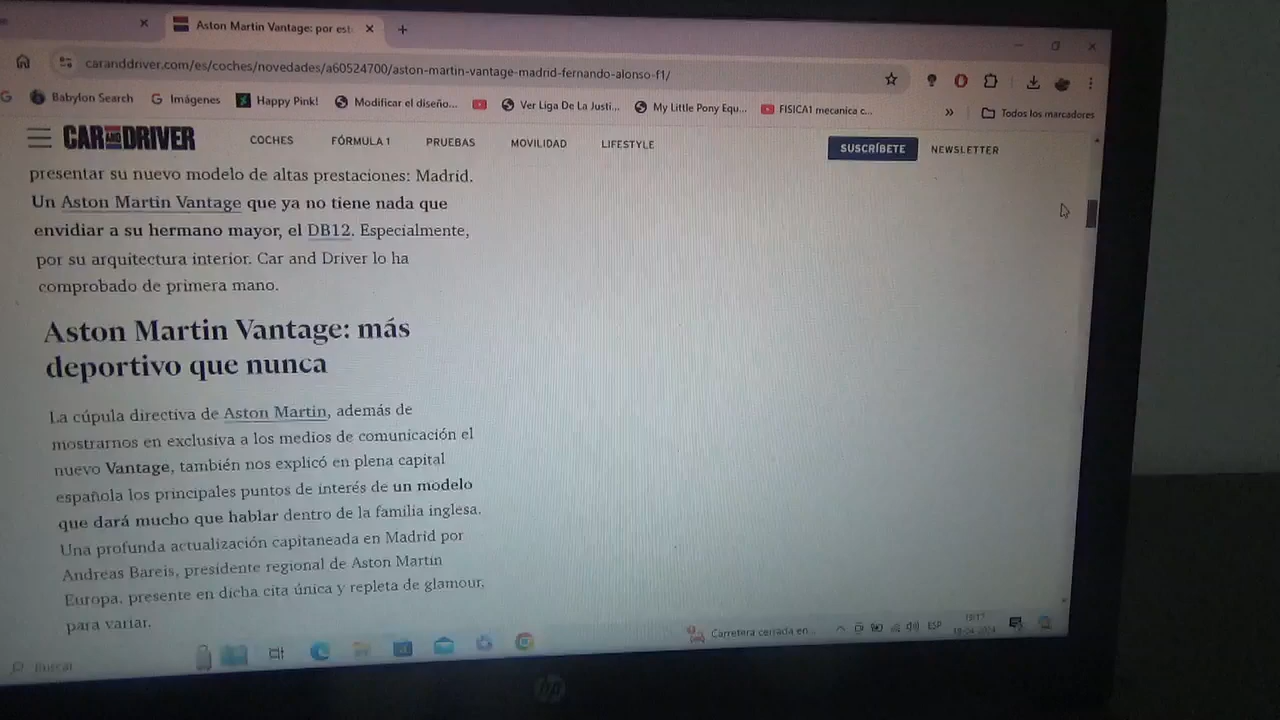 Aston Martin Vantage: por est
caranddriver.com/es/coches/novedades/a60524700/aston-martin-vantage-madrid-fernando-alonso-f1/
G Babylon Search G Imágenes Happy Pink! Modificar el diseño... Ver Liga De La Justi... My Little Pony Equ... FISICA1 mecanica c... » Todos los marcadores
CAR AND DRIVER COCHES FÓRMULA 1 PRUEBAS MOVILIDAD LIFESTYLE SUSCRÍBETE NEWSLETTER
presentar su nuevo modelo de altas prestaciones: Madrid.
Un Aston Martin Vantage que ya no tiene nada que
envidiar a su hermano mayor, el DB12. Especialmente,
por su arquitectura interior. Car and Driver lo ha
comprobado de primera mano.
Aston Martin Vantage: más
deportivo que nunca
La cúpula directiva de Aston Martin, además de
mostrarnos en exclusiva a los medios de comunicación el
nuevo Vantage, también nos explicó en plena capital
española los principales puntos de interés de un modelo
que dará mucho que hablar dentro de la familia inglesa.
Una profunda actualización capitaneada en Madrid por
Andreas Bareis, presidente regional de Aston Martin
Europa, presente en dicha cita única y repleta de glamour,
para variar.
Carretera cerrada en... ESP
Buscar
hp